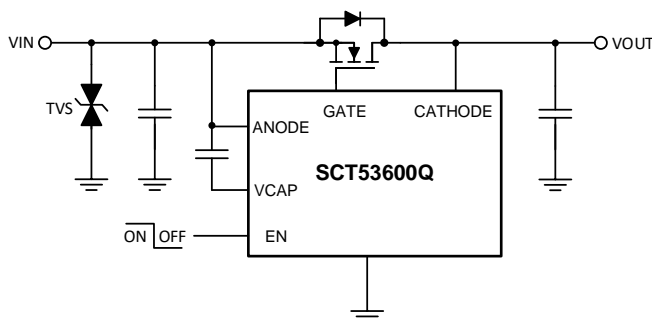 VIN
VOUT
TVS
GATE
CATHODE
ANODE
SCT53600Q
VCAP
ON OFF
EN